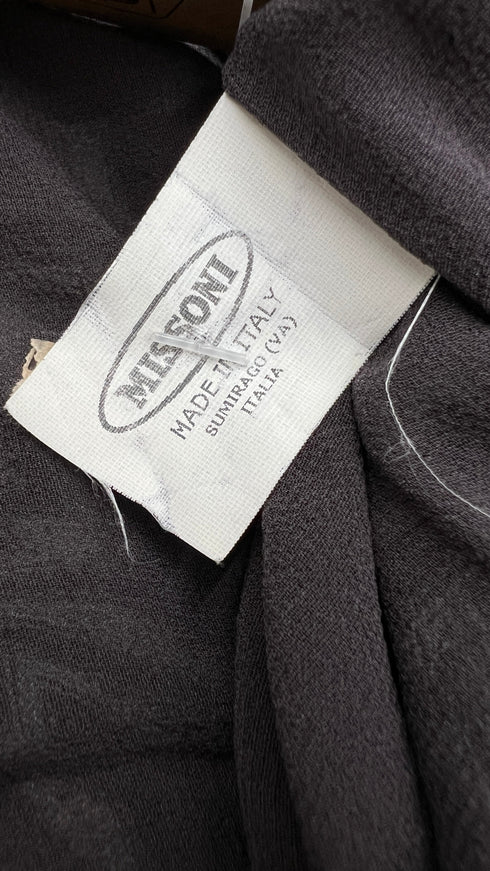 MISSONI
MADE IN ITALY
SUMIRAGO (VA)
ITALIA